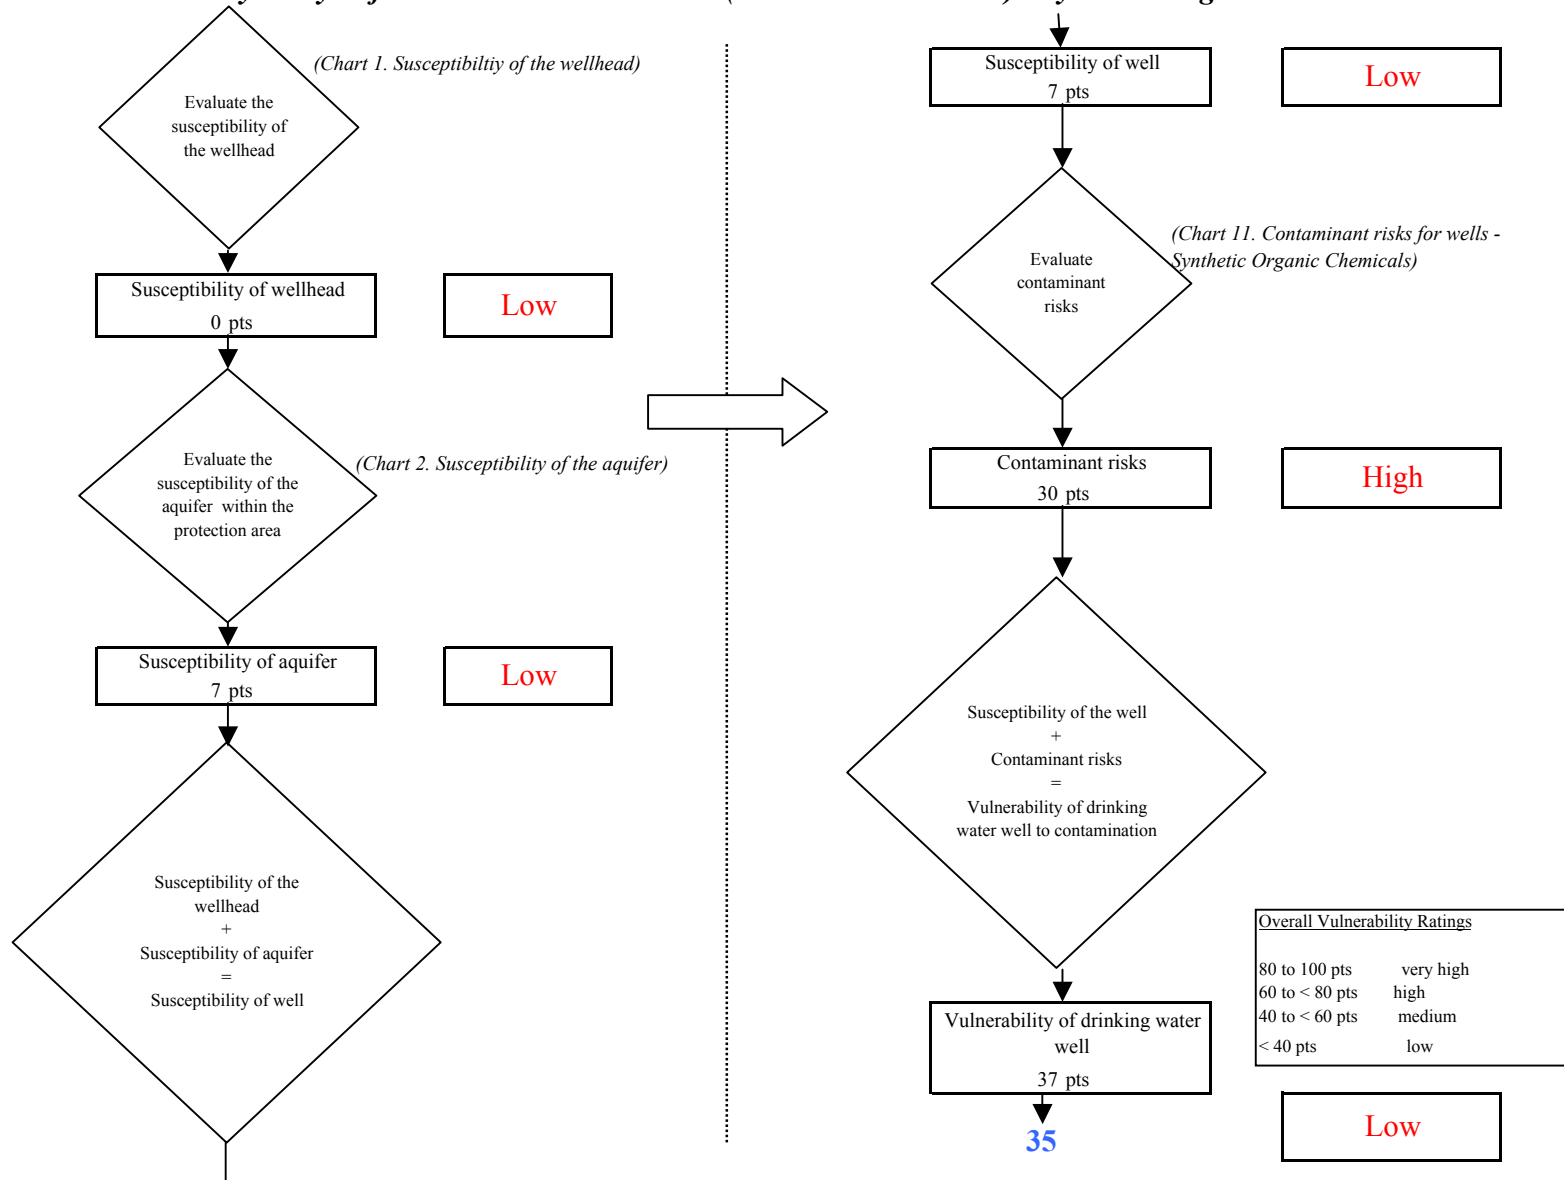 (Chart 1. Susceptibiltiy of the wellhead)
Evaluate the
susceptibility of
the wellhead
Susceptibility of wellhead
0 pts
Low
Evaluate the
susceptibility of the
aquifer within the
protection area
(Chart 2. Susceptibility of the aquifer)
Susceptibility of aquifer
7 pts
Low
Susceptibility of the
wellhead
+
Susceptibility of aquifer
=
Susceptibility of well
Susceptibility of well
7 pts
Low
(Chart 11. Contaminant risks for wells -
Synthetic Organic Chemicals)
Evaluate
contaminant
risks
Contaminant risks
30 pts
High
Susceptibility of the well
+
Contaminant risks
=
Vulnerability of drinking
water well to contamination
Overall Vulnerability Ratings
80 to 100 pts very high
60 to < 80 pts high
40 to < 60 pts medium
< 40 pts low
Vulnerability of drinking water
well
37 pts
35
Low